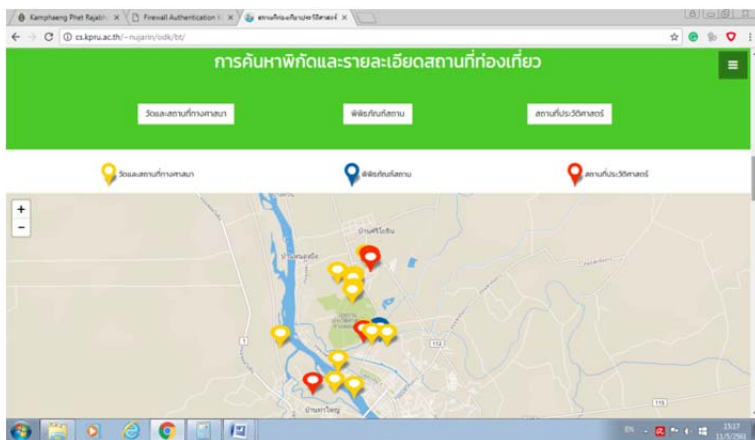 Kamphaeng Phet Rajabh
Firewall Authentication K
สถานที่ท่องเที่ยวประวัติศาสตร์
cs.kpru.ac.th/~nujarin/odk/bt/
การค้นหาพิกัดและรายละเอียดสถานที่ท่องเที่ยว
วัดและสถานที่ทางศาสนา
พิพิธภัณฑ์สถาน
สถานที่ประวัติศาสตร์
วัดและสถานที่ทางศาสนา
พิพิธภัณฑ์สถาน
สถานที่ประวัติศาสตร์
+
−
บ้านศรีโยธิน
บ้านหนองปลิง
1
112
115
บ้านทรงใหญ่
EN
15:17
11/5/2561